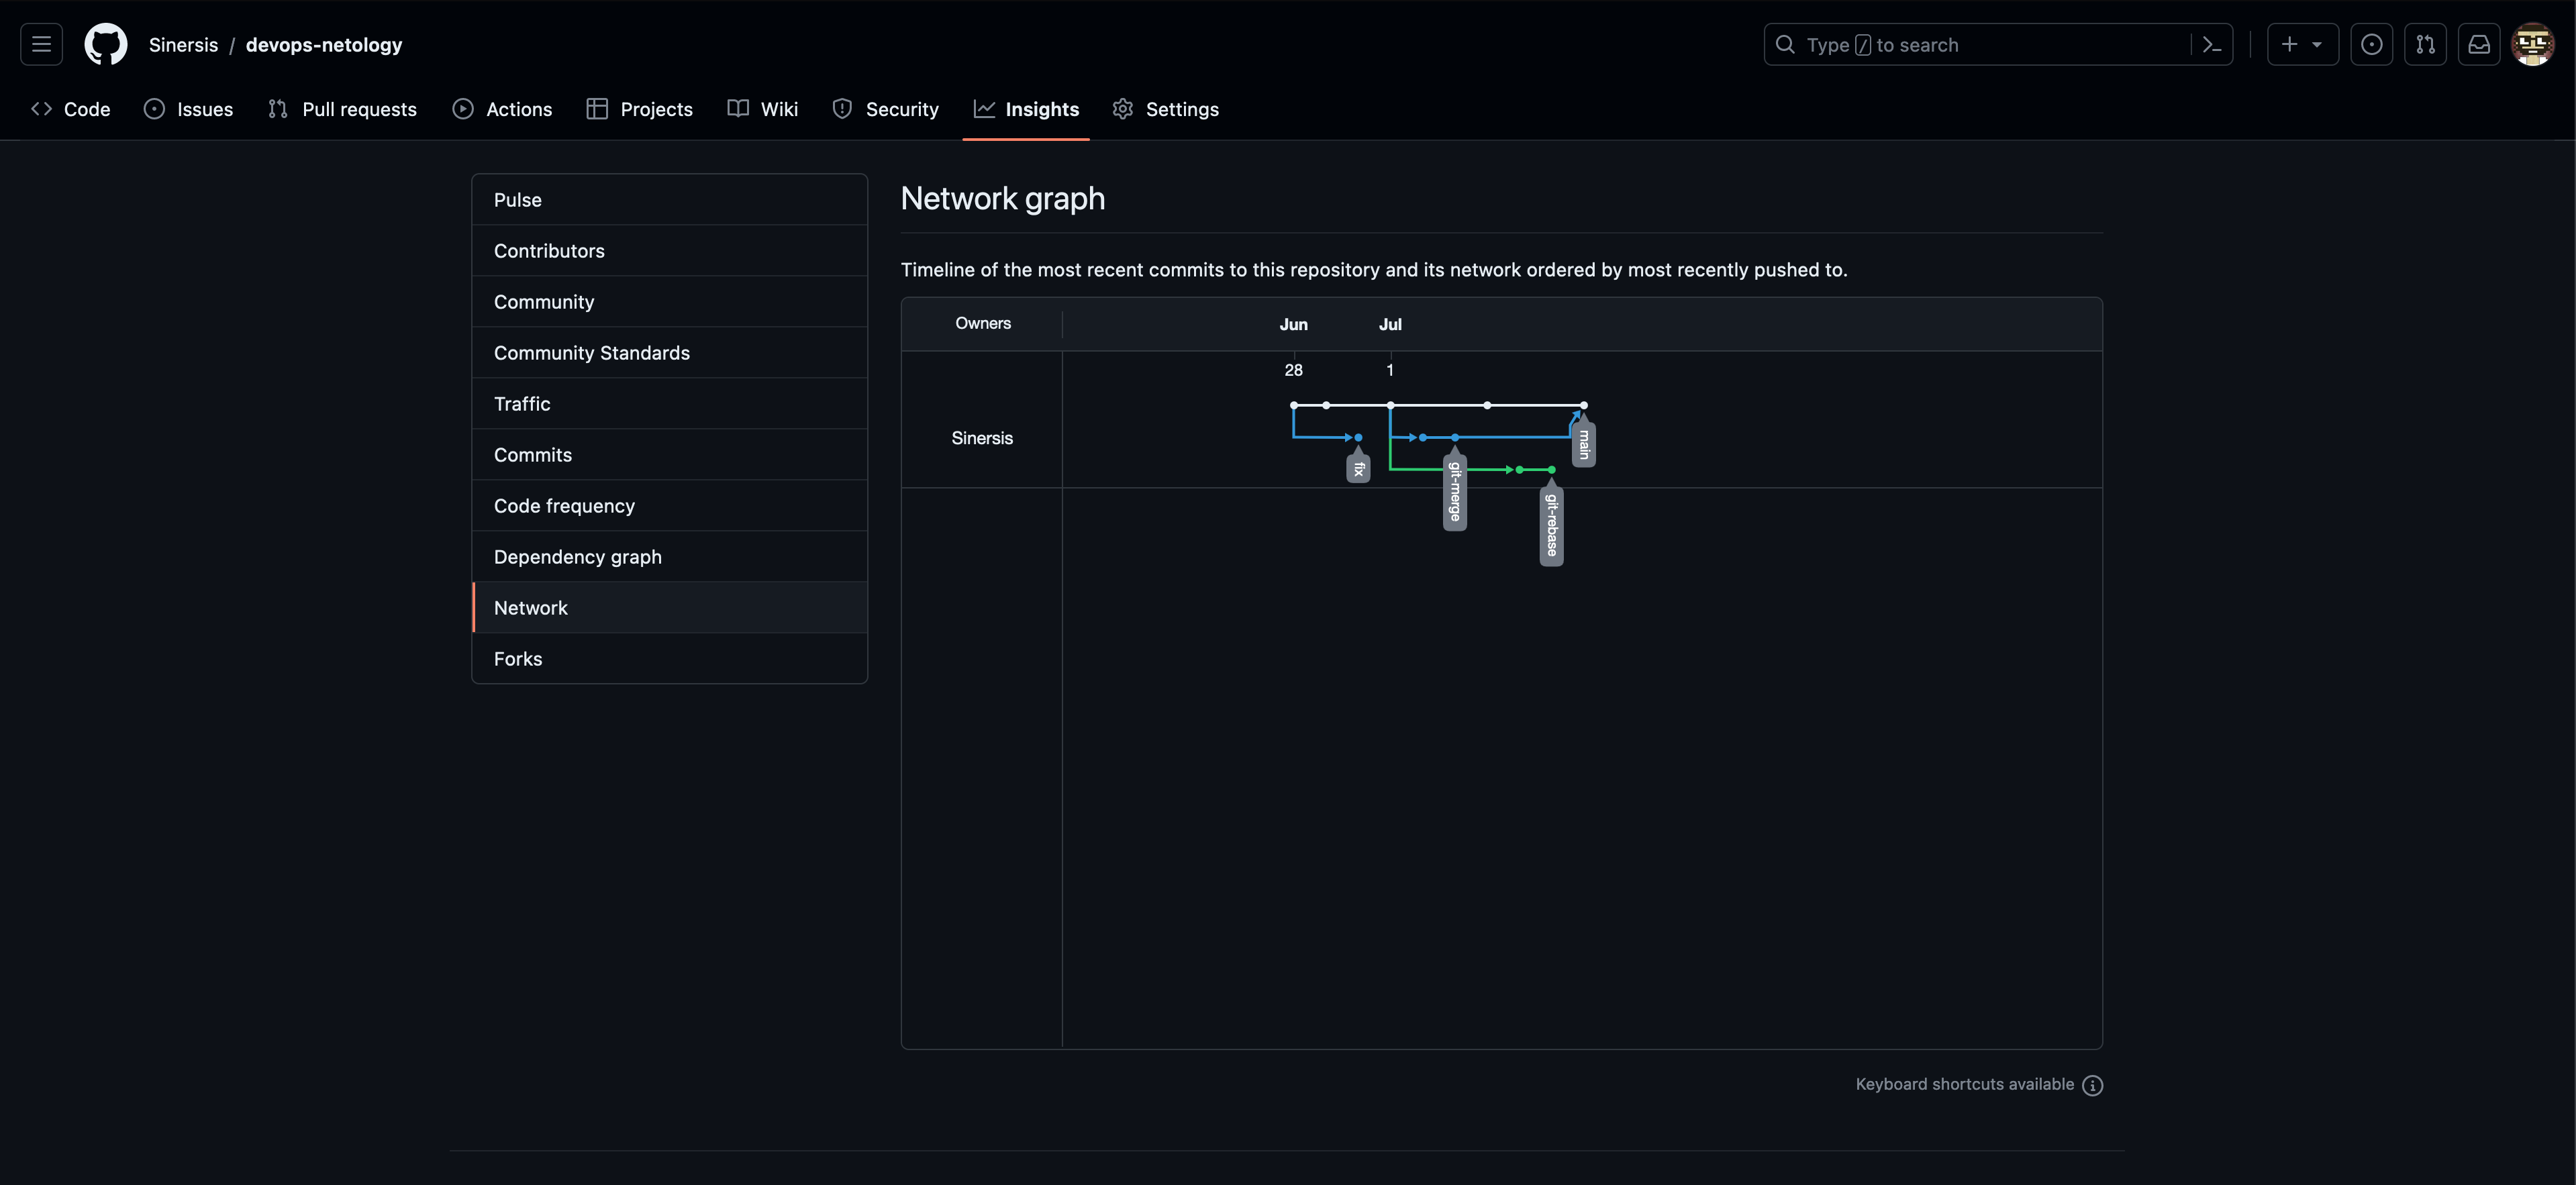 Sinersis / devops-netology
Type / to search
Code Issues Pull requests Actions Projects Wiki Security Insights Settings
Pulse
Contributors
Community
Community Standards
Traffic
Commits
Code frequency
Dependency graph
Network
Forks
Network graph
Timeline of the most recent commits to this repository and its network ordered by most recently pushed to.
Owners Jun Jul
28 1
Sinersis
fix
git-merge
git-rebase
main
Keyboard shortcuts available